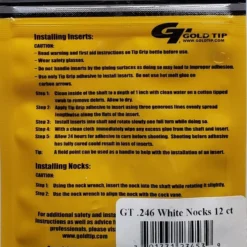 Installing Inserts:
GOLD TIP
WWW.GOLDTIP.COM
CAUTION:
- Read warning and first aid instructions on Tip Grip bottle before use.
- Wear safety glasses.
- Do not handle inserts by the gluing surfaces as doing so may lead to improper adhesion.
- Use only Tip Grip adhesive to install inserts. Do not use hot melt glue on
carbon arrows.
Step 1: Clean inside of the shaft to a depth of 1 inch with clean water on a cotton tipped
swab to remove debris. Allow to dry.
Step 2: Apply Tip Grip adhesive to insert using three generous lines evenly spread
Step 3: Install inserts into shaft and rotate slowly one full turn while doing so.
Step 4: With a clean cloth immediately wipe any excess glue from the shaft and insert.
Step 5: Allow 24 hours for adhesive to cure before shooting. Shooting before adhesive
has fully cured could result in loss of inserts.
Tip: A field point can be used as a handle to help with the installation of an insert.
Installing Nocks:
CAUTION:
Step 1: Using the nock wrench, insert the nock into the shaft while rotating it slightly.
Step 2: Use the nock wrench to align the nock with the cock vane.
For additional safety and
instructions as well as advice
professionals, please visit
www.goldtip.com
GT .246 White Nocks 12 ct